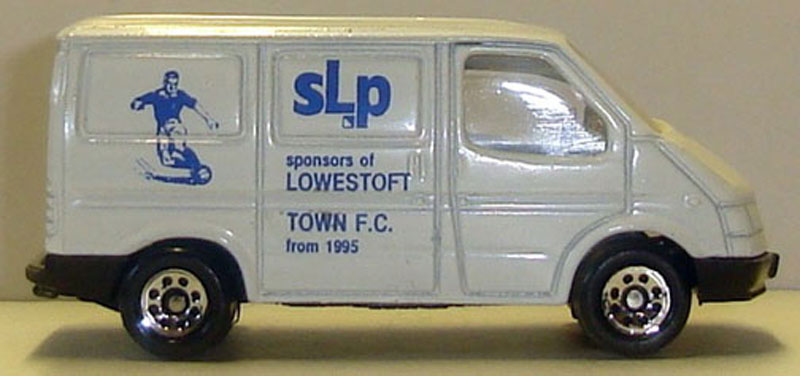 sLp
sponsors of
LOWESTOFT
TOWN F.C.
from 1995